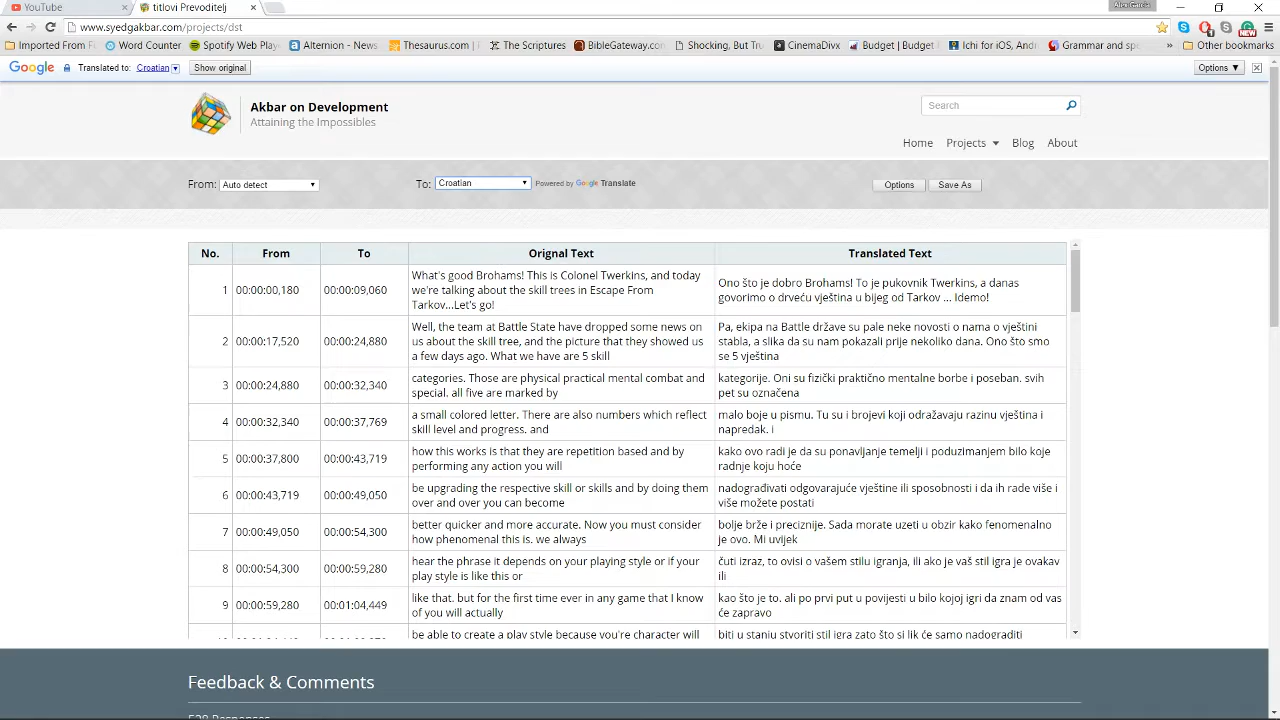 YouTube
titlovi Prevoditelj
Alex Garcia
www.syedgakbar.com/projects/dst
Imported From F
Word Counter
Spotify Web Play
Alternion - News
Thesaurus.com
The Scriptures
BibleGateway.com
Shocking, But Tru
CinemaDivx
Budget | Budget
Ichi for iOS, And
Grammar and spe
»
Other bookmarks
Google
Translated to:
Croatian
Show original
Options ▼
Akbar on Development
Attaining the Impossibles
Search
Home
Projects
Blog
About
From:
Auto detect
To:
Croatian
Powered by Google Translate
Options
Save As
No.
From
To
Orignal Text
Translated Text
1
00:00:00,180
00:00:09,060
What's good Brohams! This is Colonel Twerkins, and today
we're talking about the skill trees in Escape From
Tarkov...Let's go!
Ono što je dobro Brohams! To je pukovnik Twerkins, a danas
govorimo o drveću vještina u bijeg od Tarkov ... Idemo!
2
00:00:17,520
00:00:24,880
Well, the team at Battle State have dropped some news on
us about the skill tree, and the picture that they showed us
a few days ago. What we have are 5 skill
Pa, ekipa na Battle države su pale neke novosti o nama o vještini
stabla, a slika da su nam pokazali prije nekoliko dana. Ono što smo
se 5 vještina
3
00:00:24,880
00:00:32,340
categories. Those are physical practical mental combat and
special. all five are marked by
kategorije. Oni su fizički praktično mentalne borbe i poseban. svih
pet su označena
4
00:00:32,340
00:00:37,769
a small colored letter. There are also numbers which reflect
skill level and progress. and
malo boje u pismu. Tu su i brojevi koji odražavaju razinu vještina i
napredak. i
5
00:00:37,800
00:00:43,719
how this works is that they are repetition based and by
performing any action you will
kako ovo radi je da su ponavljanje temelji i poduzimanjem bilo koje
radnje koju hoće
6
00:00:43,719
00:00:49,050
be upgrading the respective skill or skills and by doing them
over and over you can become
nadograđivati odgovarajuće vještine ili sposobnosti i da ih rade više i
više možete postati
7
00:00:49,050
00:00:54,300
better quicker and more accurate. Now you must consider
how phenomenal this is. we always
bolje brže i preciznije. Sada morate uzeti u obzir kako fenomenalno
je ovo. Mi uvijek
8
00:00:54,300
00:00:59,280
hear the phrase it depends on your playing style or if your
play style is like this or
čuti izraz, to ovisi o vašem stilu igranja, ili ako je vaš stil igra je ovakav
ili
9
00:00:59,280
00:01:04,449
like that. but for the first time ever in any game that I know
of you will actually
kao što je to. ali po prvi put u povijesti u bilo kojoj igri da znam od vas
će zapravo
be able to create a play style because you're character will
biti u stanju stvoriti stil igra zato što si lik će samo nadograditi
Feedback & Comments